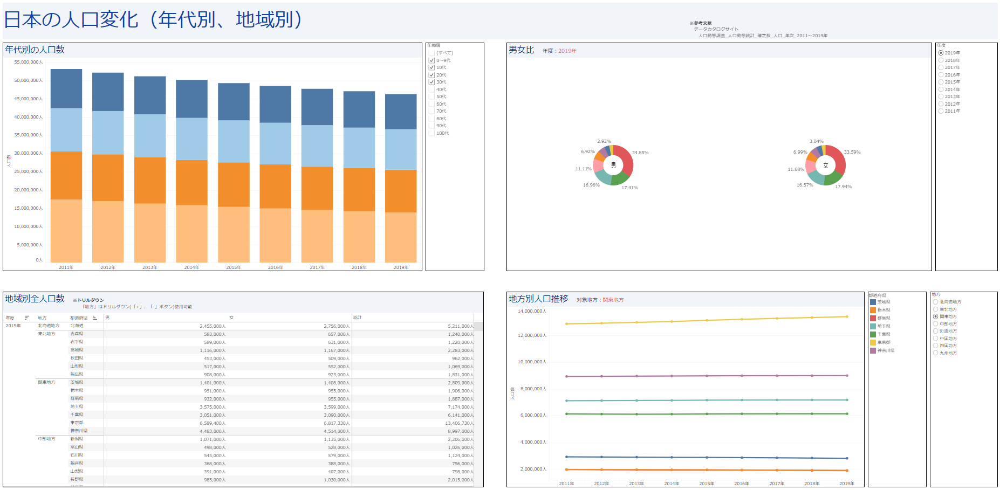 日本の人口変化（年代別、地域別）
※参考文献
データカタログサイト
人口動態調査_人口動態統計_確定数_人口_年次_2011～2019年
年代別の人口数
55,000,000人
50,000,000人
45,000,000人
40,000,000人
35,000,000人
30,000,000人
25,000,000人
20,000,000人
15,000,000人
10,000,000人
5,000,000人
0人
人口数
2011年 2012年 2013年 2014年 2015年 2016年 2017年 2018年 2019年
年齢層
(すべて)
0～9代
10代
20代
30代
40代
50代
60代
70代
80代
90代
100代
男女比 年度：2019年
2.92%
34.85%
6.92%
男
11.11%
16.96%
17.41%
3.04%
33.59%
6.99%
女
11.68%
16.57%
17.94%
年度
2019年
2018年
2017年
2016年
2015年
2014年
2013年
2012年
2011年
地域別全人口数 ※ドリルダウン
「地方」はドリルダウン(「+」、「-」ボタン)使用可能
年度 地方 都道府県 男 女 総計
2019年 北海道地方 北海道 2,455,000人 2,756,000人 5,211,000人
東北地方 青森県 583,000人 657,000人 1,240,000人
岩手県 589,000人 631,000人 1,220,000人
宮城県 1,116,000人 1,167,000人 2,283,000人
秋田県 453,000人 509,000人 962,000人
山形県 517,000人 552,000人 1,069,000人
福島県 908,000人 923,000人 1,831,000人
関東地方 茨城県 1,401,000人 1,408,000人 2,809,000人
栃木県 951,000人 955,000人 1,906,000人
群馬県 932,000人 955,000人 1,887,000人
埼玉県 3,575,000人 3,599,000人 7,174,000人
千葉県 3,051,000人 3,090,000人 6,141,000人
東京都 6,589,400人 6,817,330人 13,406,730人
神奈川県 4,483,000人 4,514,000人 8,997,000人
中部地方 新潟県 1,071,000人 1,135,000人 2,206,000人
富山県 498,000人 528,000人 1,026,000人
石川県 545,000人 579,000人 1,124,000人
福井県 368,000人 388,000人 756,000人
山梨県 391,000人 407,000人 798,000人
長野県 985,000人 1,030,000人 2,015,000人
地方別人口推移 対象地方：関東地方
14,000,000人
12,000,000人
10,000,000人
8,000,000人
6,000,000人
4,000,000人
2,000,000人
人口数
2011年 2012年 2013年 2014年 2015年 2016年 2017年 2018年 2019年
都道府県
茨城県
栃木県
群馬県
埼玉県
千葉県
東京都
神奈川県
地方
北海道地方
東北地方
関東地方
中部地方
近畿地方
中国地方
四国地方
九州地方